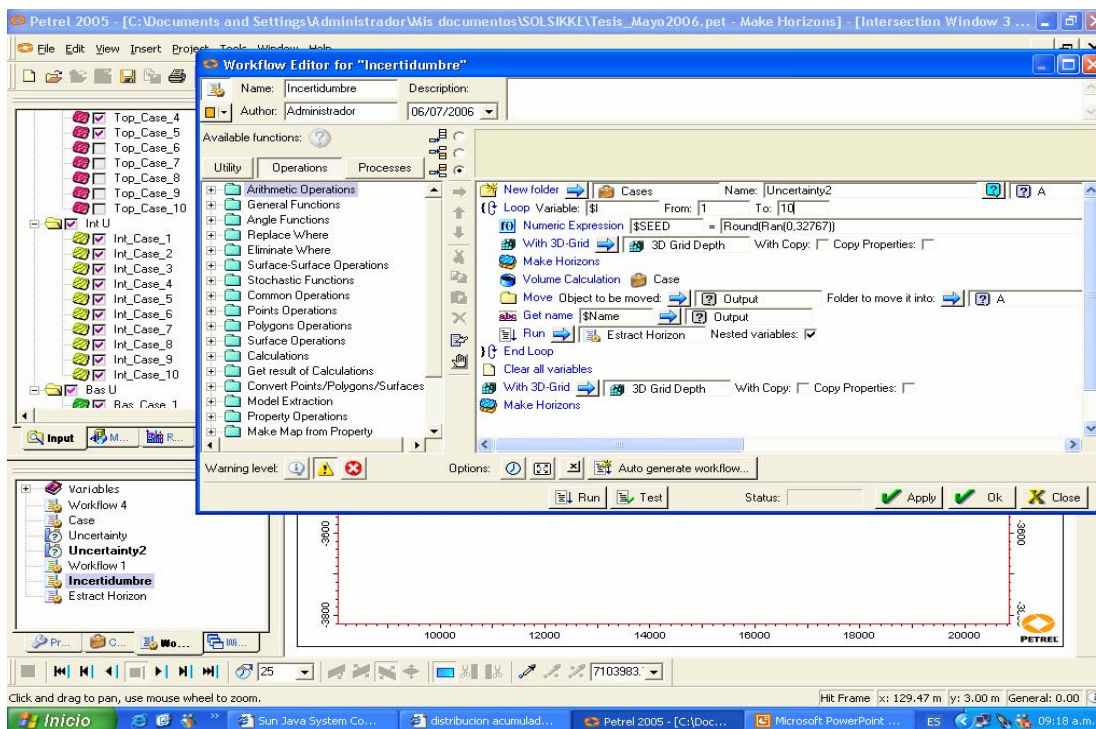 Petrel 2005 - [C:\Documents and Settings\Administrador\Mis documentos\SOLSIKKE\Tesis_Mayo2006.pet - Make Horizons] - [Intersection Window 3 ...
File Edit View Insert Project Tools Window Help
Workflow Editor for "Incertidumbre"
Name: Incertidumbre Description:
Author: Administrador 06/07/2006
Available functions:
Utility Operations Processes
Arithmetic Operations
General Functions
Angle Functions
Replace Where
Eliminate Where
Surface-Surface Operations
Stochastic Functions
Common Operations
Points Operations
Polygons Operations
Surface Operations
Calculations
Get result of Calculations
Convert Points/Polygons/Surfaces
Model Extraction
Property Operations
Make Map from Property
New folder Cases Name: Uncertainty2 A
Loop Variable: $I From: 1 To: 10
Numeric Expression $SEED = Round(Ran(0,32767))
With 3D-Grid 3D Grid Depth With Copy: Copy Properties:
Make Horizons
Volume Calculation Case
Move Object to be moved: Output Folder to move it into: A
abc Get name $Name Output
Run Estract Horizon Nested variables:
End Loop
Clear all variables
With 3D-Grid 3D Grid Depth With Copy: Copy Properties:
Make Horizons
Warning level: Options: Auto generate workflow...
Run Test Status: Apply Ok Close
Top_Case_4
Top_Case_5
Top_Case_6
Top_Case_7
Top_Case_8
Top_Case_9
Top_Case_10
Int U
Int_Case_1
Int_Case_2
Int_Case_3
Int_Case_4
Int_Case_5
Int_Case_6
Int_Case_7
Int_Case_8
Int_Case_9
Int_Case_10
Bas U
Bas_Case_1
Input M... R...
Variables
Workflow 4
Case
Uncertainty
Uncertainty2
Workflow 1
Incertidumbre
Estract Horizon
Pr... C... Wo... Wi...
-3600 -3600
-3800
10000 12000 14000 16000 18000 20000
PETREL
25 7103983.
Click and drag to pan, use mouse wheel to zoom. Hit Frame x: 129.47 m y: 3.00 m General: 0.00
Inicio Sun Java System Co... distribucion acumulad... Petrel 2005 - [C:\Doc... Microsoft PowerPoint ... ES 09:18 a.m.